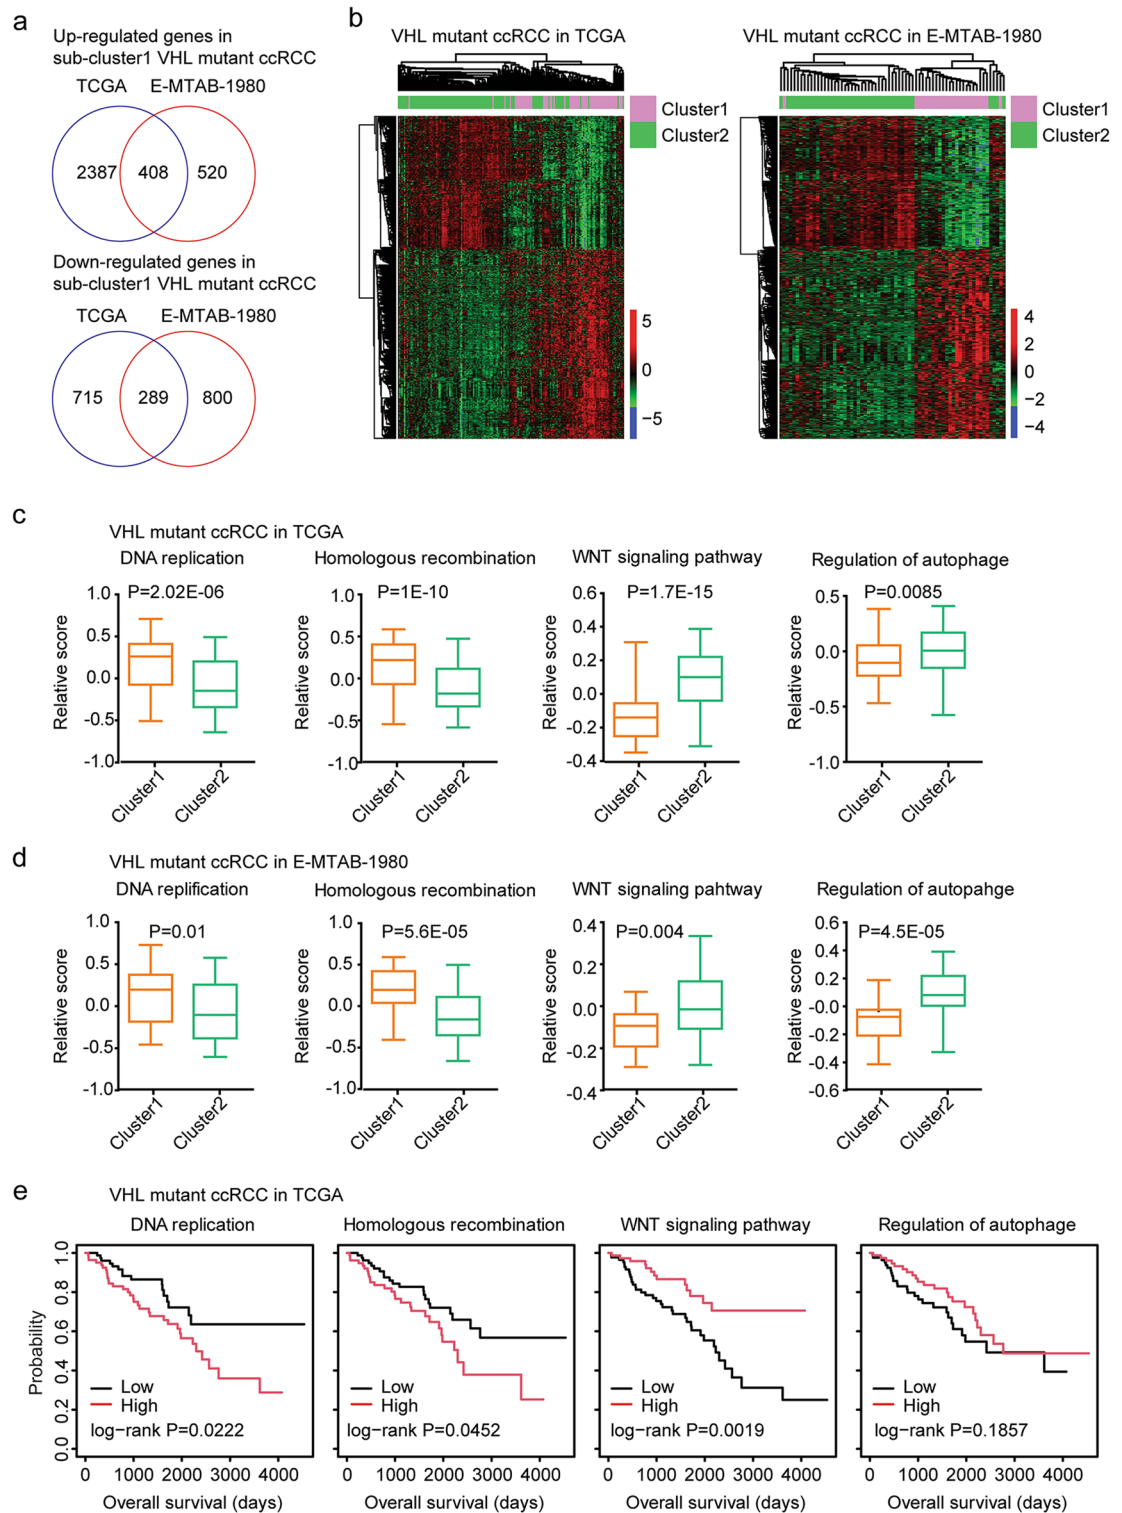 a
Up-regulated genes in
sub-cluster1 VHL mutant ccRCC
TCGA E-MTAB-1980
2387 408 520
Down-regulated genes in
sub-cluster1 VHL mutant ccRCC
TCGA E-MTAB-1980
715 289 800
b
VHL mutant ccRCC in TCGA
Cluster1
Cluster2
5
0
−5
VHL mutant ccRCC in E-MTAB-1980
Cluster1
Cluster2
4
2
0
−2
−4
c
VHL mutant ccRCC in TCGA
DNA replication
P=2.02E-06
Relative score
1.0
0.5
0.0
-0.5
-1.0
Cluster1 Cluster2
Homologous recombination
P=1E-10
Relative score
1.0
0.5
0.0
-0.5
-1.0
Cluster1 Cluster2
WNT signaling pathway
P=1.7E-15
Relative score
0.6
0.4
0.2
0.0
-0.2
-0.4
Cluster1 Cluster2
Regulation of autophage
P=0.0085
Relative score
0.5
0.0
-0.5
-1.0
Cluster1 Cluster2
d
VHL mutant ccRCC in E-MTAB-1980
DNA replification
P=0.01
Relative score
1.0
0.5
0.0
-0.5
-1.0
Cluster1 Cluster2
Homologous recombination
P=5.6E-05
Relative score
1.0
0.5
0.0
-0.5
-1.0
Cluster1 Cluster2
WNT signaling pahtway
P=0.004
Relative score
0.4
0.2
0.0
-0.2
-0.4
Cluster1 Cluster2
Regulation of autopahge
P=4.5E-05
Relative score
0.6
0.4
0.2
-0.0
-0.2
-0.4
-0.6
Cluster1 Cluster2
e
VHL mutant ccRCC in TCGA
DNA replication
Probability
1.0
0.8
0.6
0.4
0.2
0.0
Low
High
log−rank P=0.0222
0 1000 2000 3000 4000
Overall survival (days)
Homologous recombination
Low
High
log−rank P=0.0452
0 1000 2000 3000 4000
Overall survival (days)
WNT signaling pathway
Low
High
log−rank P=0.0019
0 1000 2000 3000 4000
Overall survival (days)
Regulation of autophage
Low
High
log−rank P=0.1857
0 1000 2000 3000 4000
Overall survival (days)